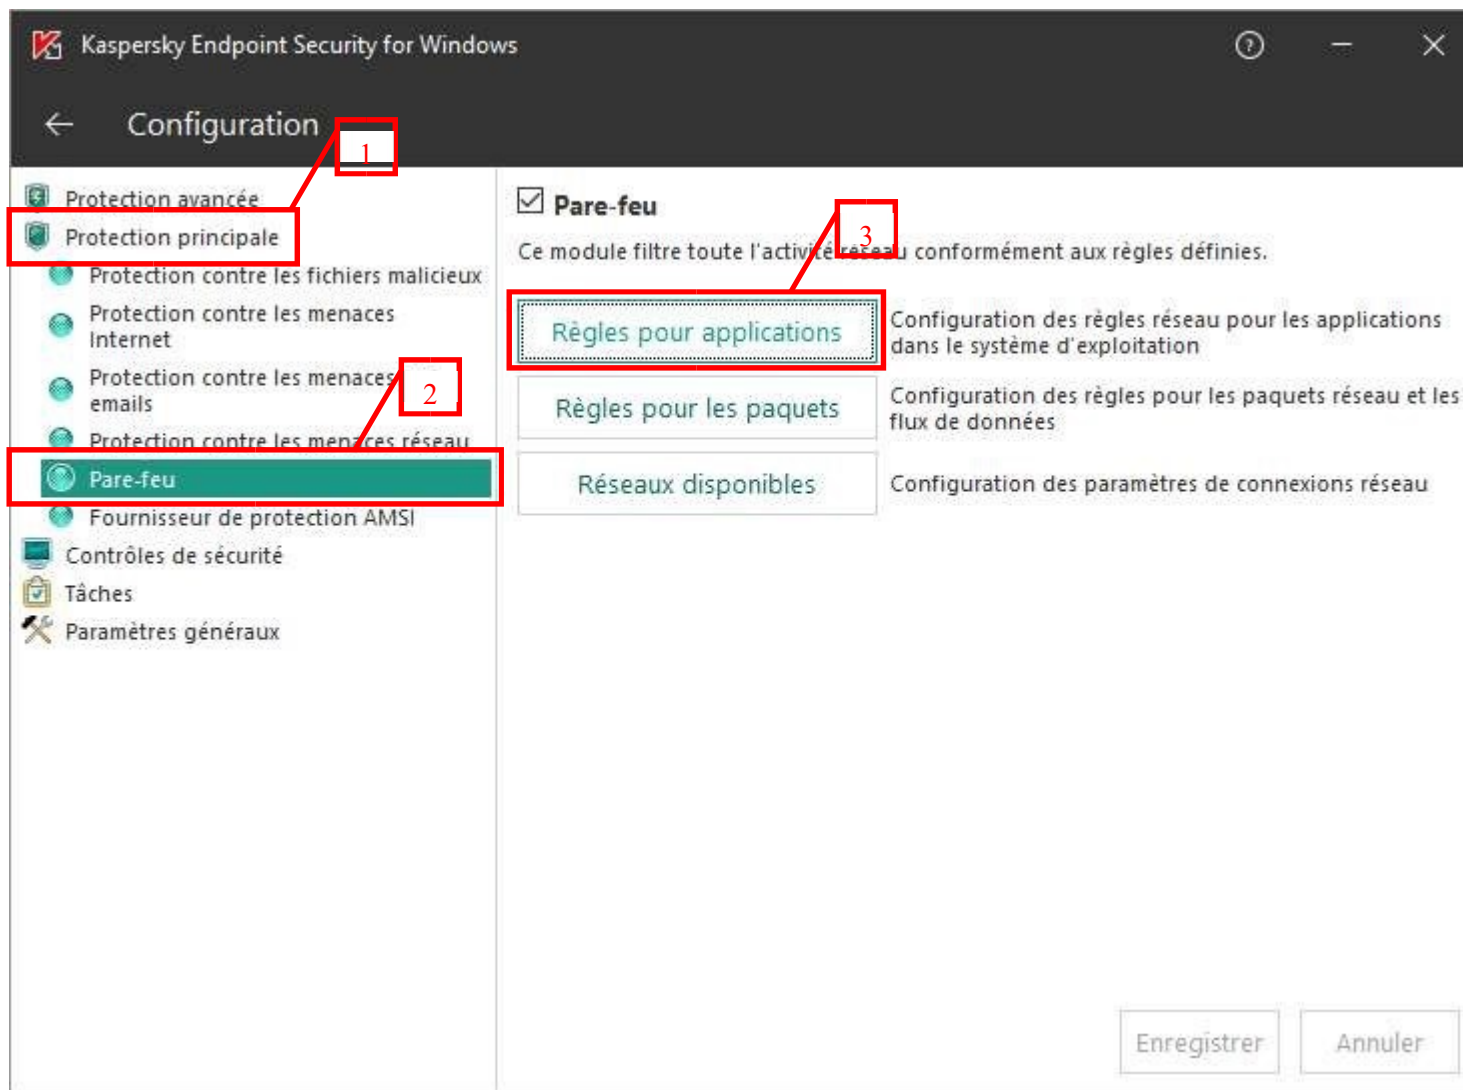 Kaspersky Endpoint Security for Windows
Configuration
1
Protection avancée
Protection principale
Protection contre les fichiers malicieux
Protection contre les menaces
Internet
Protection contre les menaces
emails
2
Protection contre les menaces réseau
Pare-feu
Fournisseur de protection AMSI
Contrôles de sécurité
Tâches
Paramètres généraux
Pare-feu
3
Ce module filtre toute l'activité réseau conformément aux règles définies.
Règles pour applications
Configuration des règles réseau pour les applications
dans le système d'exploitation
Règles pour les paquets
Configuration des règles pour les paquets réseau et les
flux de données
Réseaux disponibles
Configuration des paramètres de connexions réseau
Enregistrer
Annuler